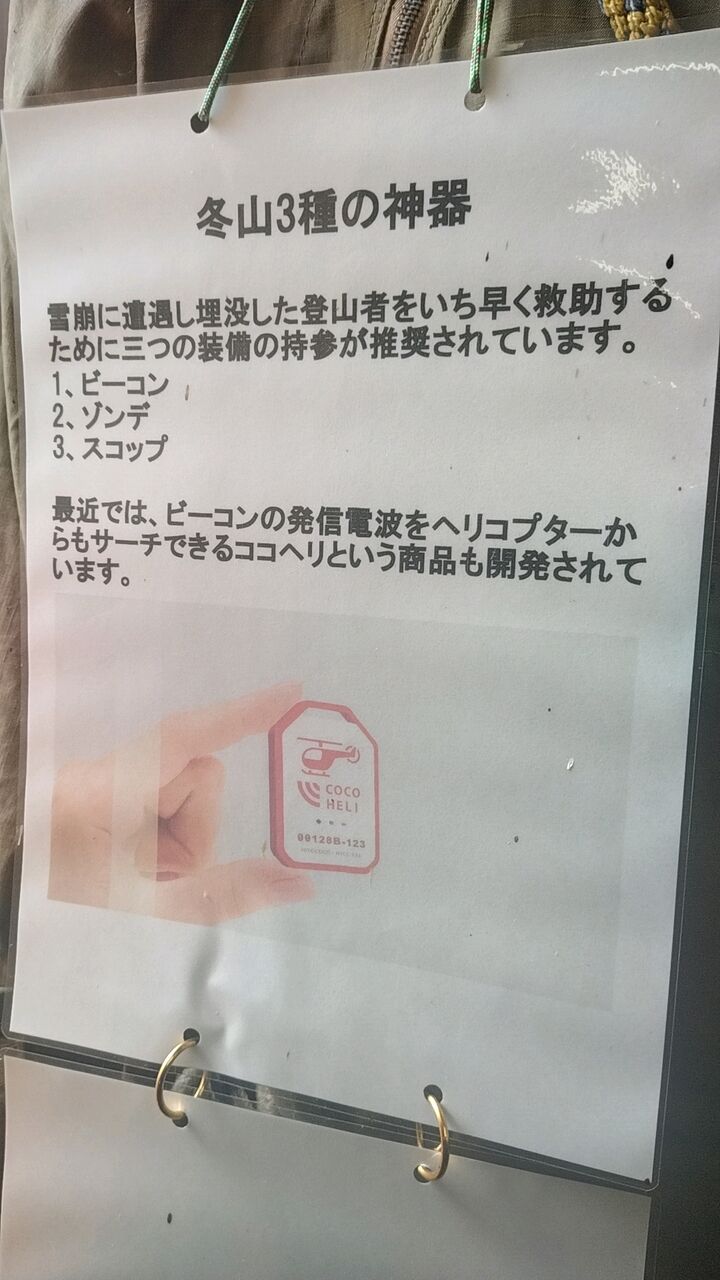 冬山3種の神器
雪崩に遭遇し埋没した登山者をいち早く救助する
ために三つの装備の持参が推奨されています。
1、ビーコン
2、ゾンデ
3、スコップ
最近では、ビーコンの発信電波をヘリコプターか
らもサーチできるココヘリという商品も開発されて
います。
COCO
HELI
00128B-123